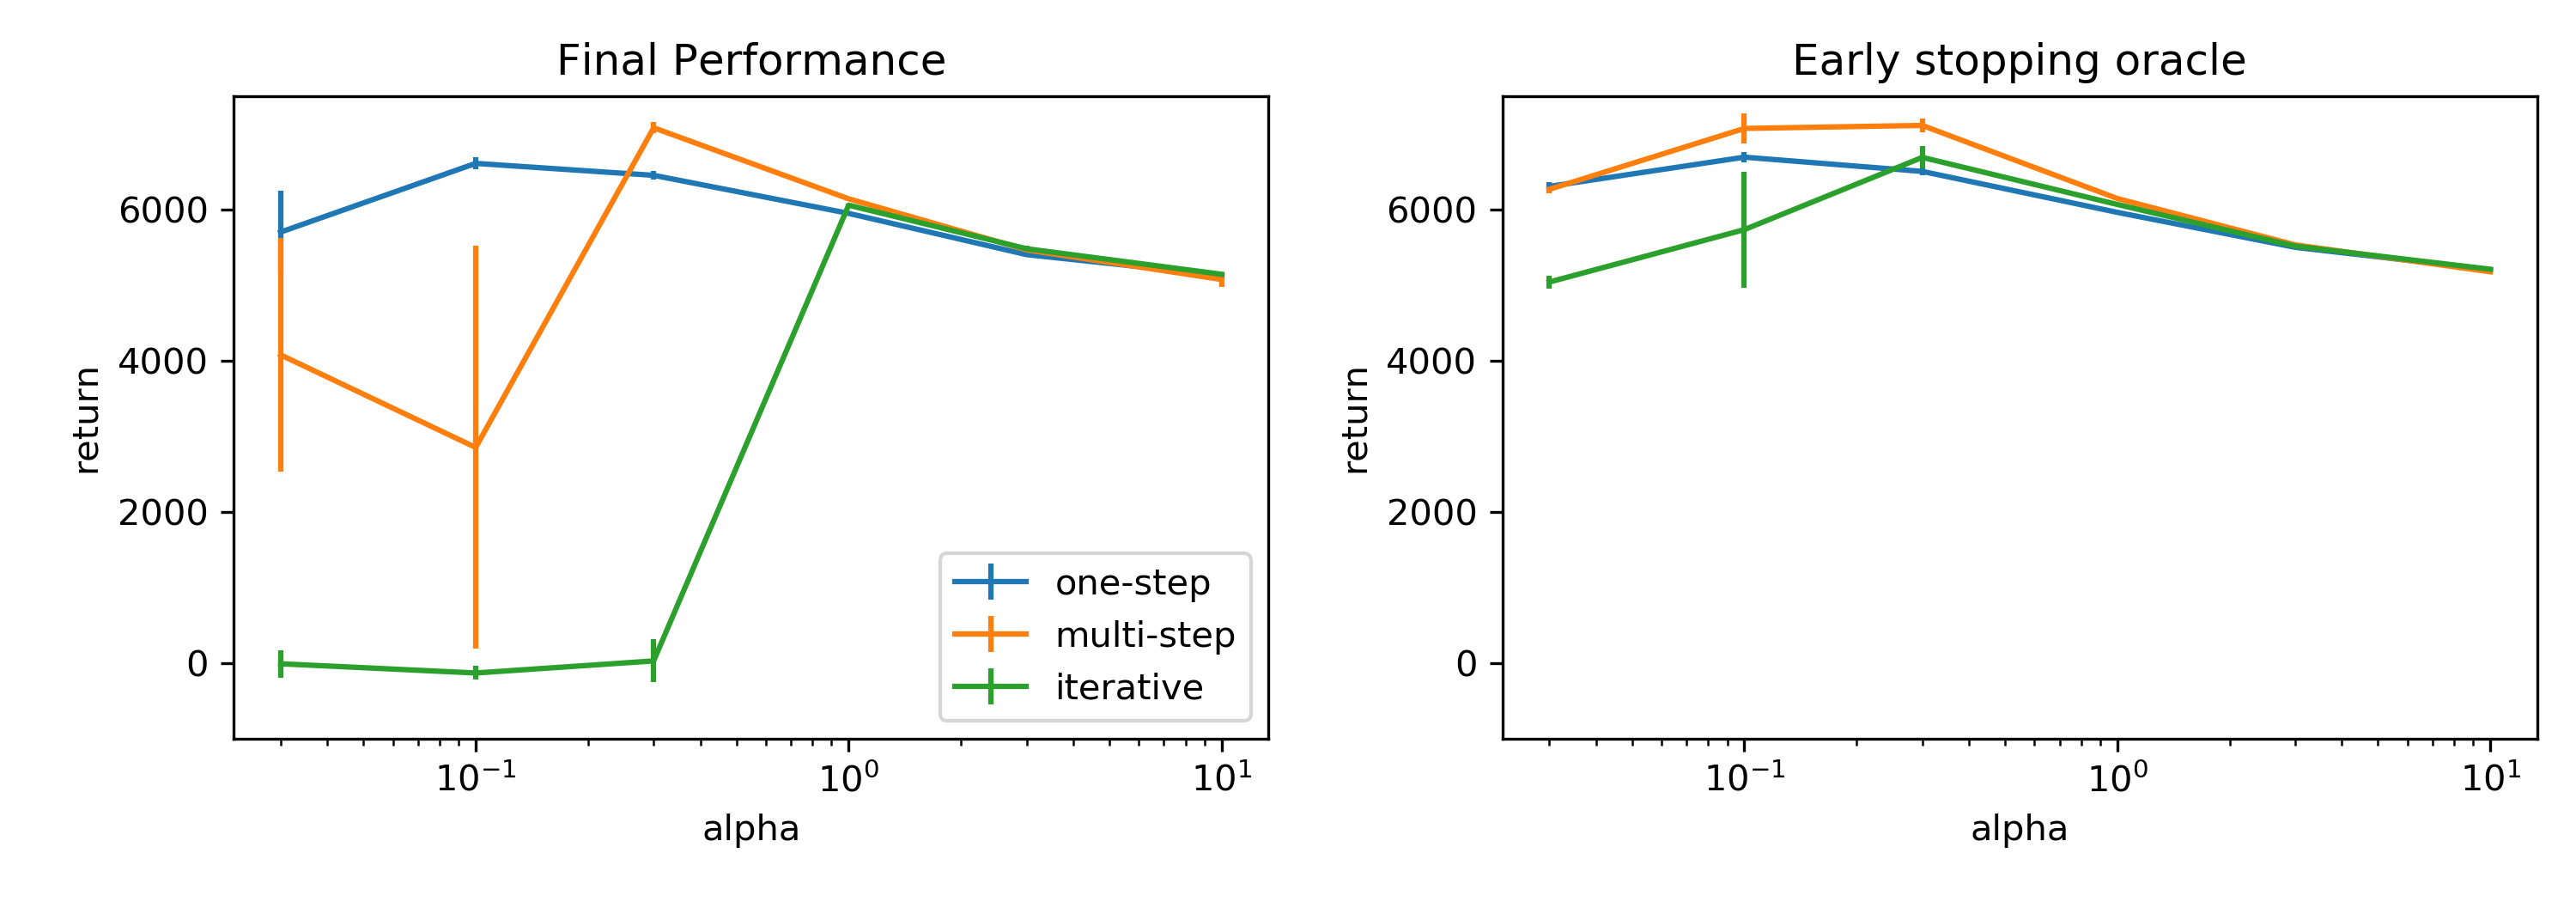 Final Performance
6000
4000
2000
0
return
10⁻¹
10⁰
10¹
alpha
one-step
multi-step
iterative
Early stopping oracle
6000
4000
2000
0
return
10⁻¹
10⁰
10¹
alpha